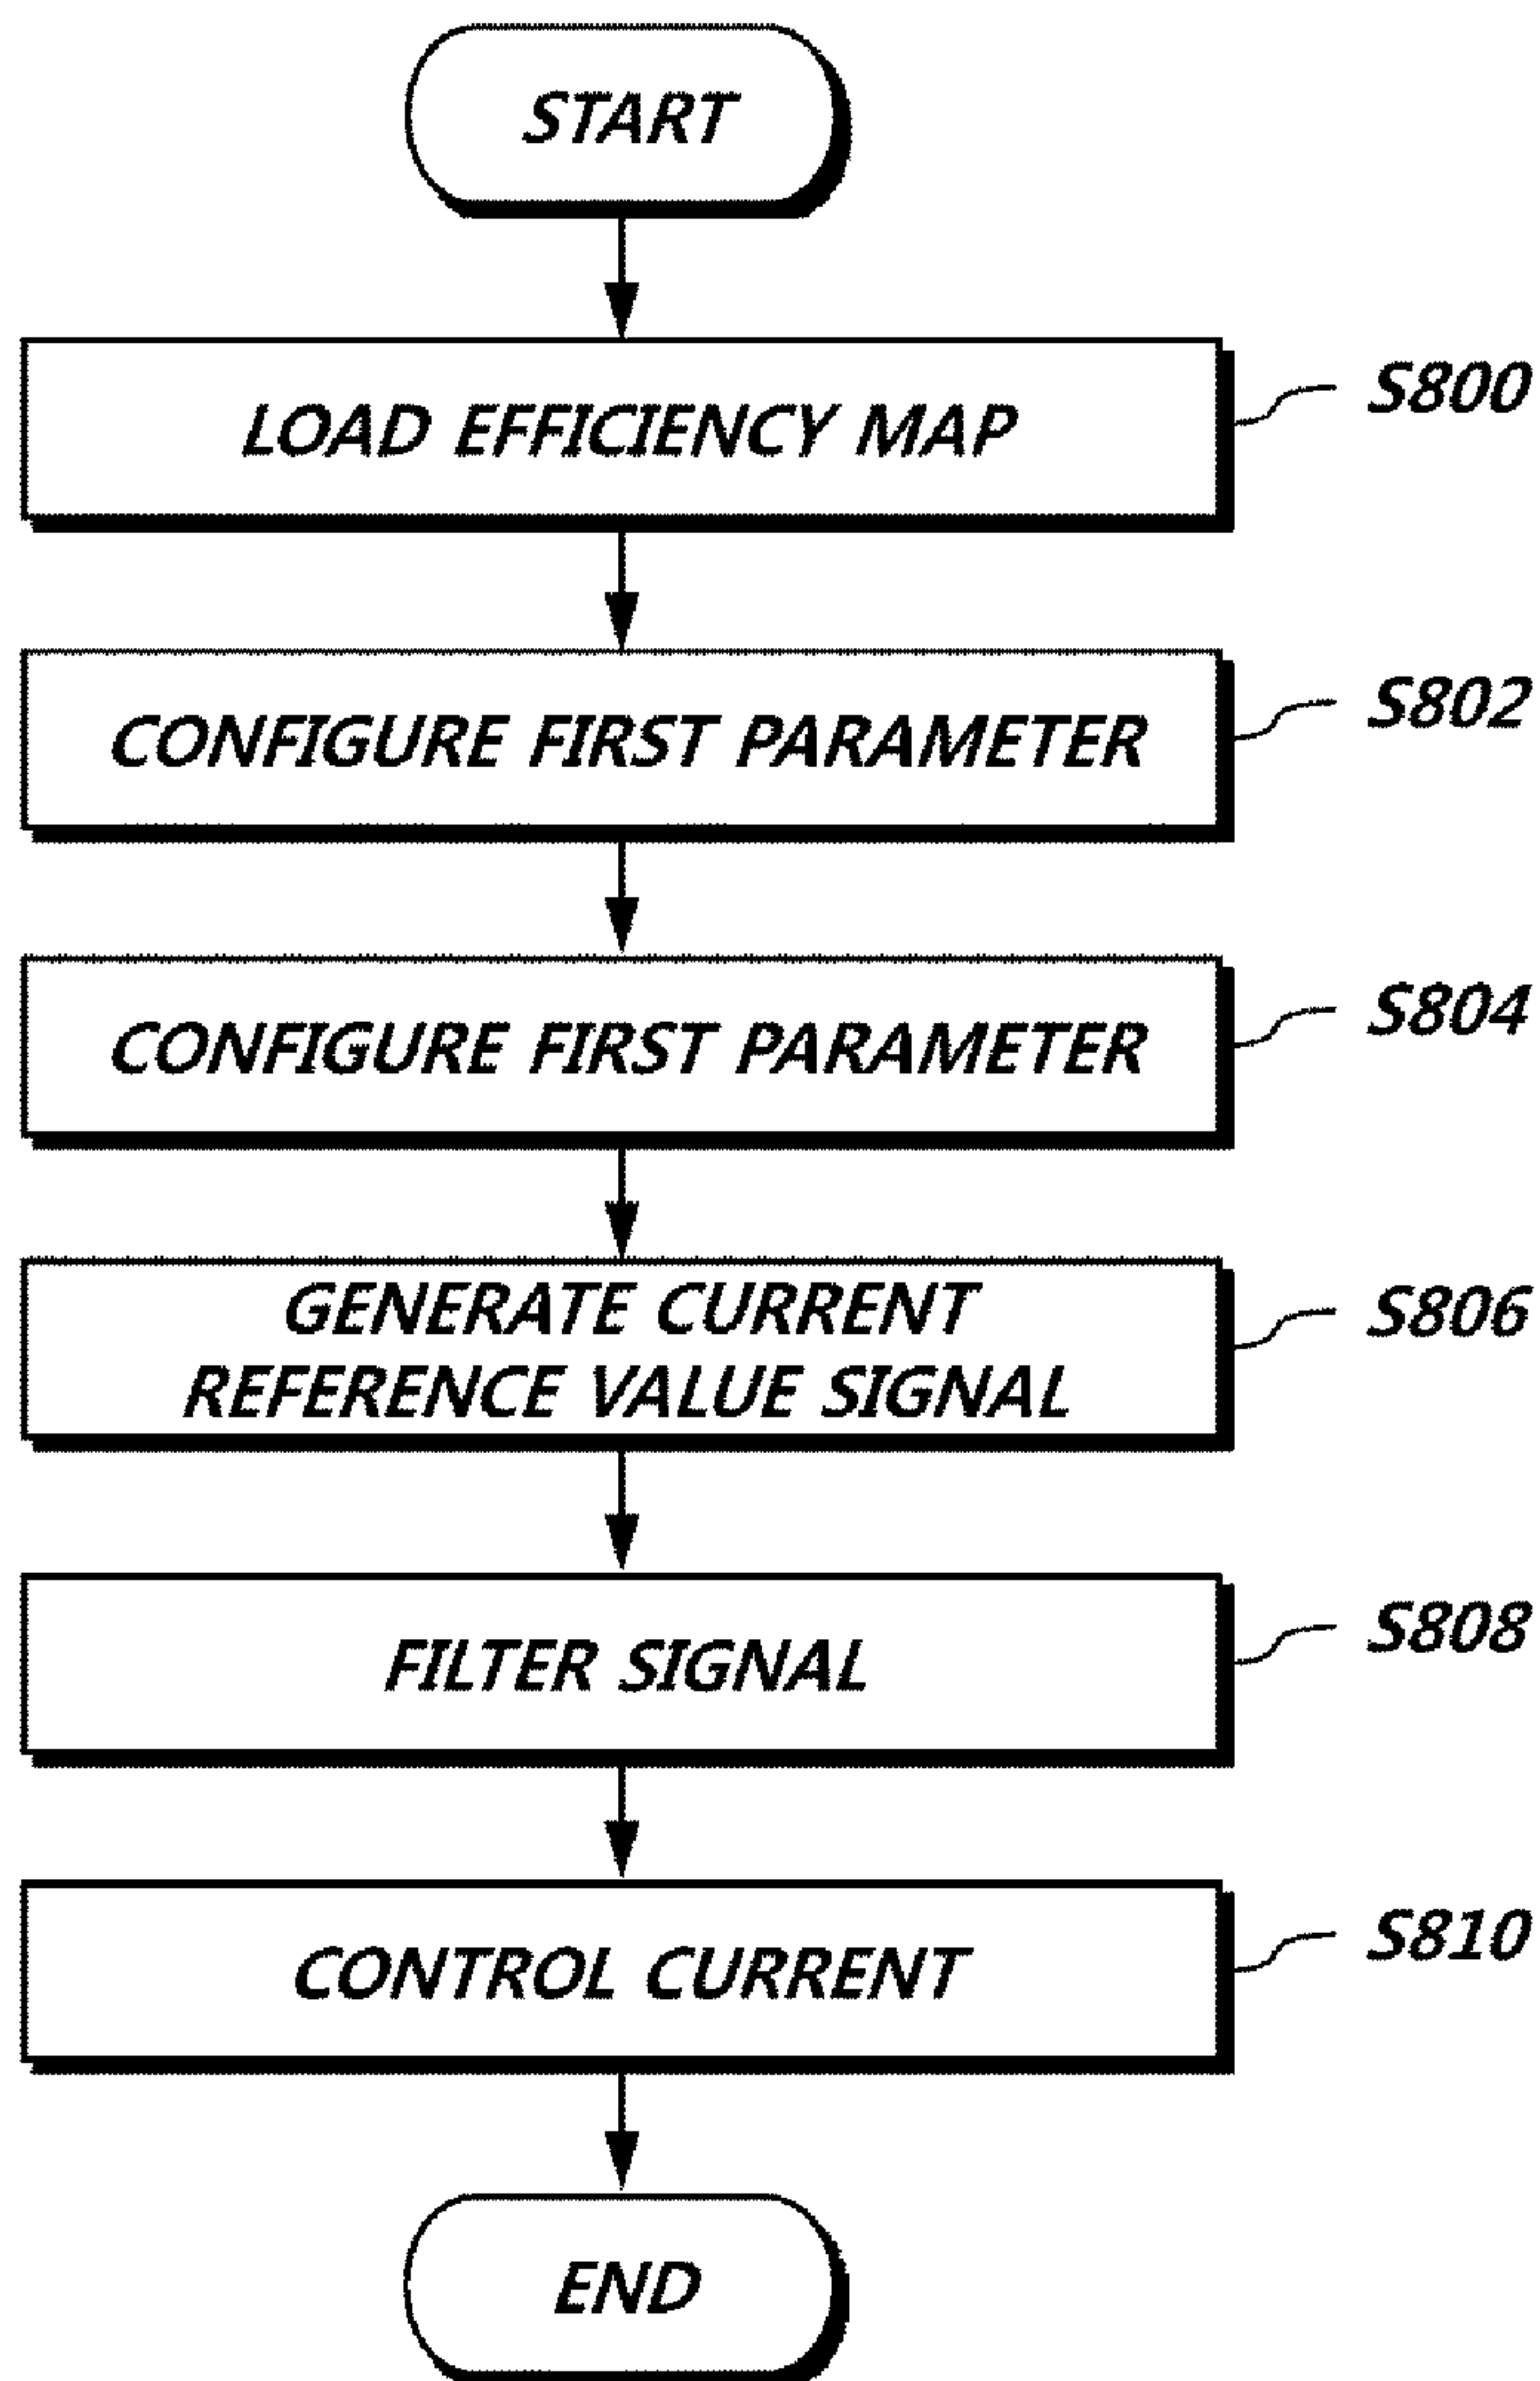 START
LOAD EFFICIENCY MAP
S800
CONFIGURE FIRST PARAMETER
S802
CONFIGURE FIRST PARAMETER
S804
GENERATE CURRENT
REFERENCE VALUE SIGNAL
S806
FILTER SIGNAL
S808
CONTROL CURRENT
S810
END